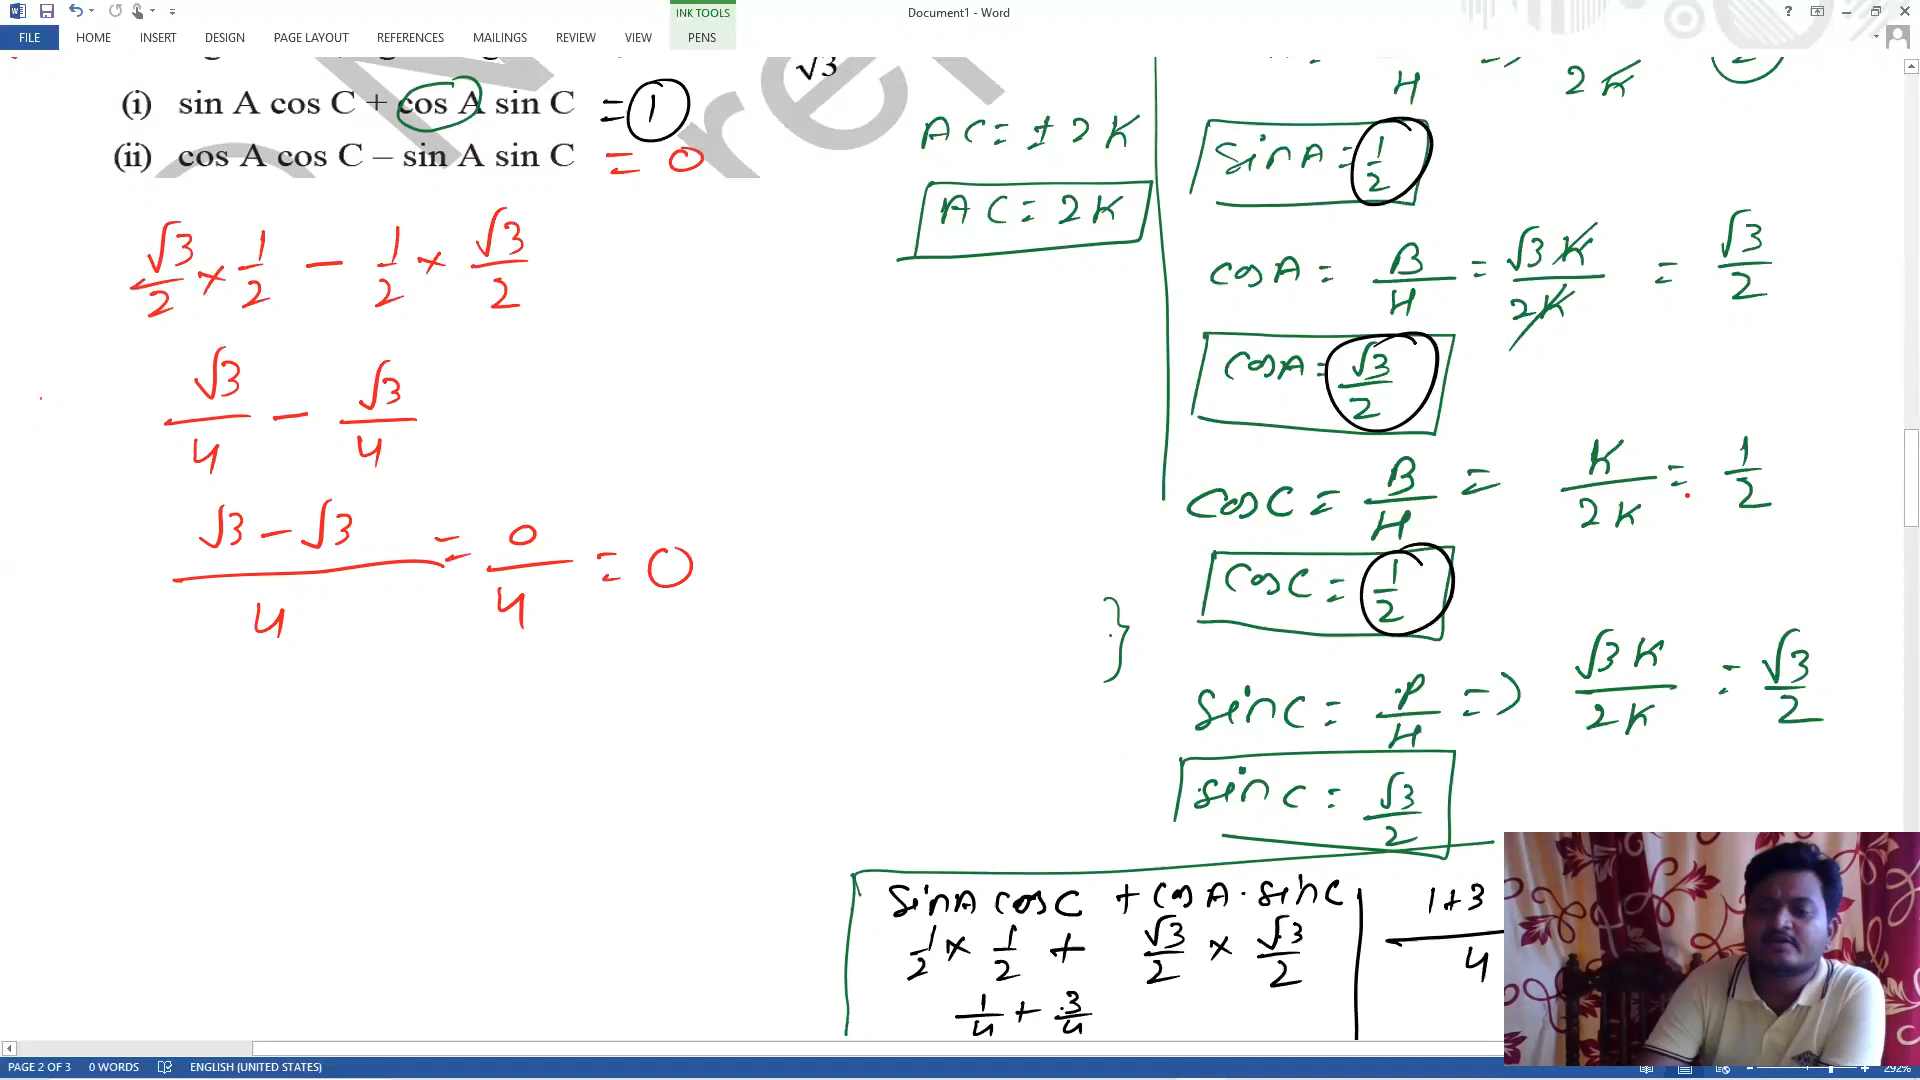 INK TOOLS
Document1 - Word
FILE HOME INSERT DESIGN PAGE LAYOUT REFERENCES MAILINGS REVIEW VIEW PENS
√3
(i) sin A cos C + cos A sin C = 1
(ii) cos A cos C – sin A sin C = 0
√3/2 × 1/2 – 1/2 × √3/2
√3/4 – √3/4
√3 – √3 / 4 = 0/4 = 0
AC = ± 2K
AC = 2K
H
2K
2
sin A = 1/2
cos A = B/H = √3K/2K = √3/2
cos A = √3/2
cos C = B/H = K/2K = 1/2
cos C = 1/2
sin C = P/H => √3K/2K = √3/2
sin C = √3/2
sin A cos C + cos A · sin C
1/2 × 1/2 + √3/2 × √3/2
1/4 + 3/4
1+3 / 4
PAGE 2 OF 3 0 WORDS ENGLISH (UNITED STATES)
292%